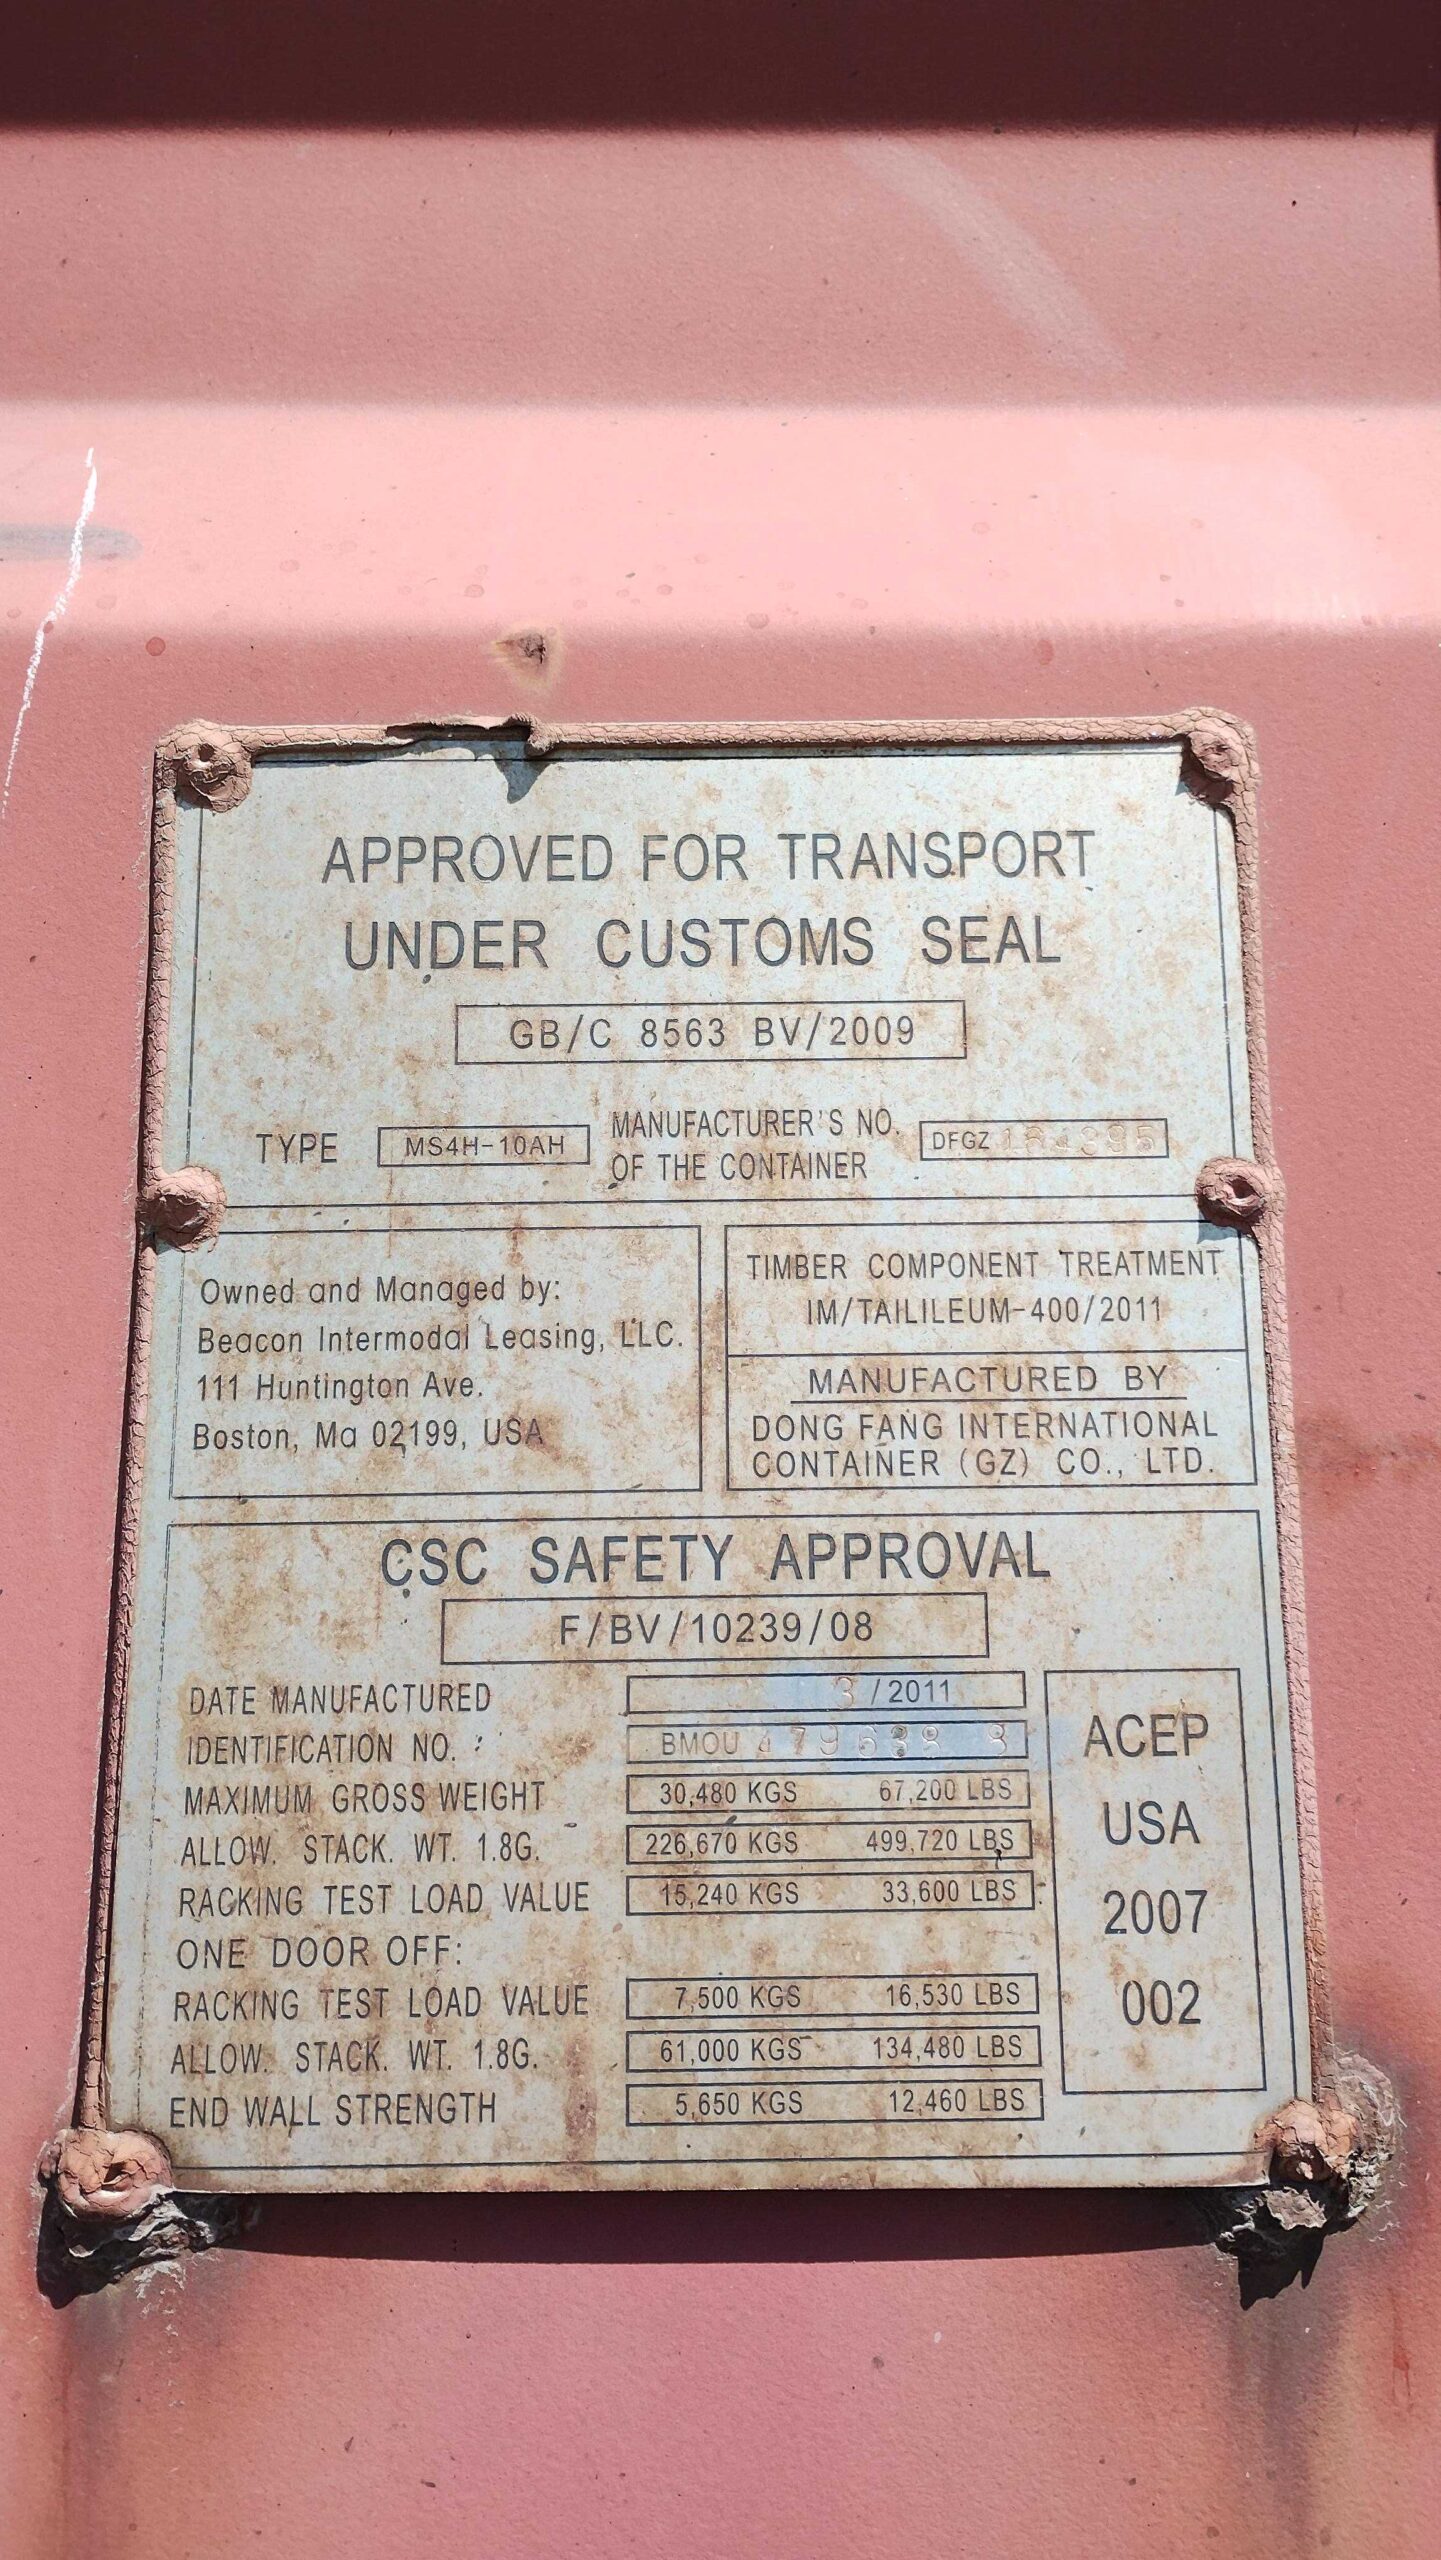 APPROVED FOR TRANSPORT
UNDER CUSTOMS SEAL
GB/C 8563 BV/2009
TYPE MS4H-10AH
MANUFACTURER'S NO.
OF THE CONTAINER
DFGZ
Owned and Managed by:
Beacon Intermodal Leasing, LLC.
111 Huntington Ave.
Boston, Ma 02199, USA
TIMBER COMPONENT TREATMENT
IM/TAILILEUM-400/2011
MANUFACTURED BY
DONG FANG INTERNATIONAL
CONTAINER (GZ) CO., LTD.
CSC SAFETY APPROVAL
F/BV/10239/08
DATE MANUFACTURED 3/2011
IDENTIFICATION NO. : BMOU 479638 8
MAXIMUM GROSS WEIGHT 30,480 KGS 67,200 LBS
ALLOW. STACK. WT. 1.8G. 226,670 KGS 499,720 LBS
RACKING TEST LOAD VALUE 15,240 KGS 33,600 LBS
ONE DOOR OFF:
RACKING TEST LOAD VALUE 7,500 KGS 16,530 LBS
ALLOW. STACK. WT. 1.8G. 61,000 KGS 134,480 LBS
END WALL STRENGTH 5,650 KGS 12,460 LBS
ACEP
USA
2007
002